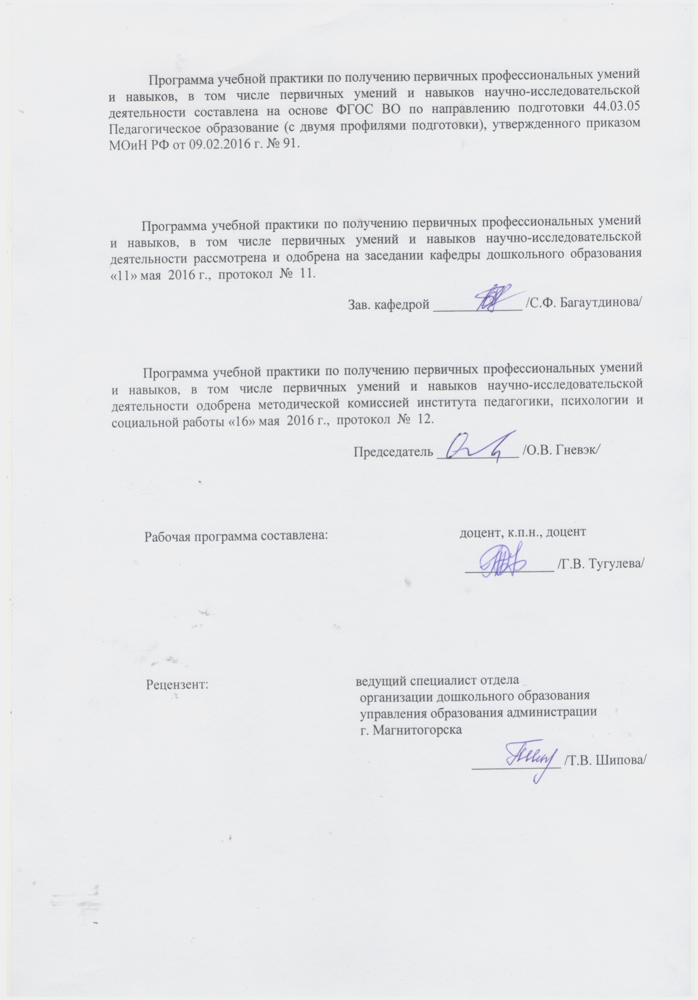 Программа учебной практики по получению первичных профессиональных умений
и навыков, в том числе первичных умений и навыков научно-исследовательской
деятельности составлена на основе ФГОС ВО по направлению подготовки 44.03.05
Педагогическое образование (с двумя профилями подготовки), утвержденного приказом
МОиН РФ от 09.02.2016 г. № 91.
Программа учебной практики по получению первичных профессиональных умений
и навыков, в том числе первичных умений и навыков научно-исследовательской
деятельности рассмотрена и одобрена на заседании кафедры дошкольного образования
«11» мая 2016 г., протокол № 11.
Зав. кафедрой ______________ /С.Ф. Багаутдинова/
Программа учебной практики по получению первичных профессиональных умений
и навыков, в том числе первичных умений и навыков научно-исследовательской
деятельности одобрена методической комиссией института педагогики, психологии и
социальной работы «16» мая 2016 г., протокол № 12.
Председатель _____________ /О.В. Гневэк/
Рабочая программа составлена: доцент, к.п.н., доцент
______________ /Г.В. Тугулева/
Рецензент: ведущий специалист отдела
организации дошкольного образования
управления образования администрации
г. Магнитогорска
______________ /Т.В. Шипова/